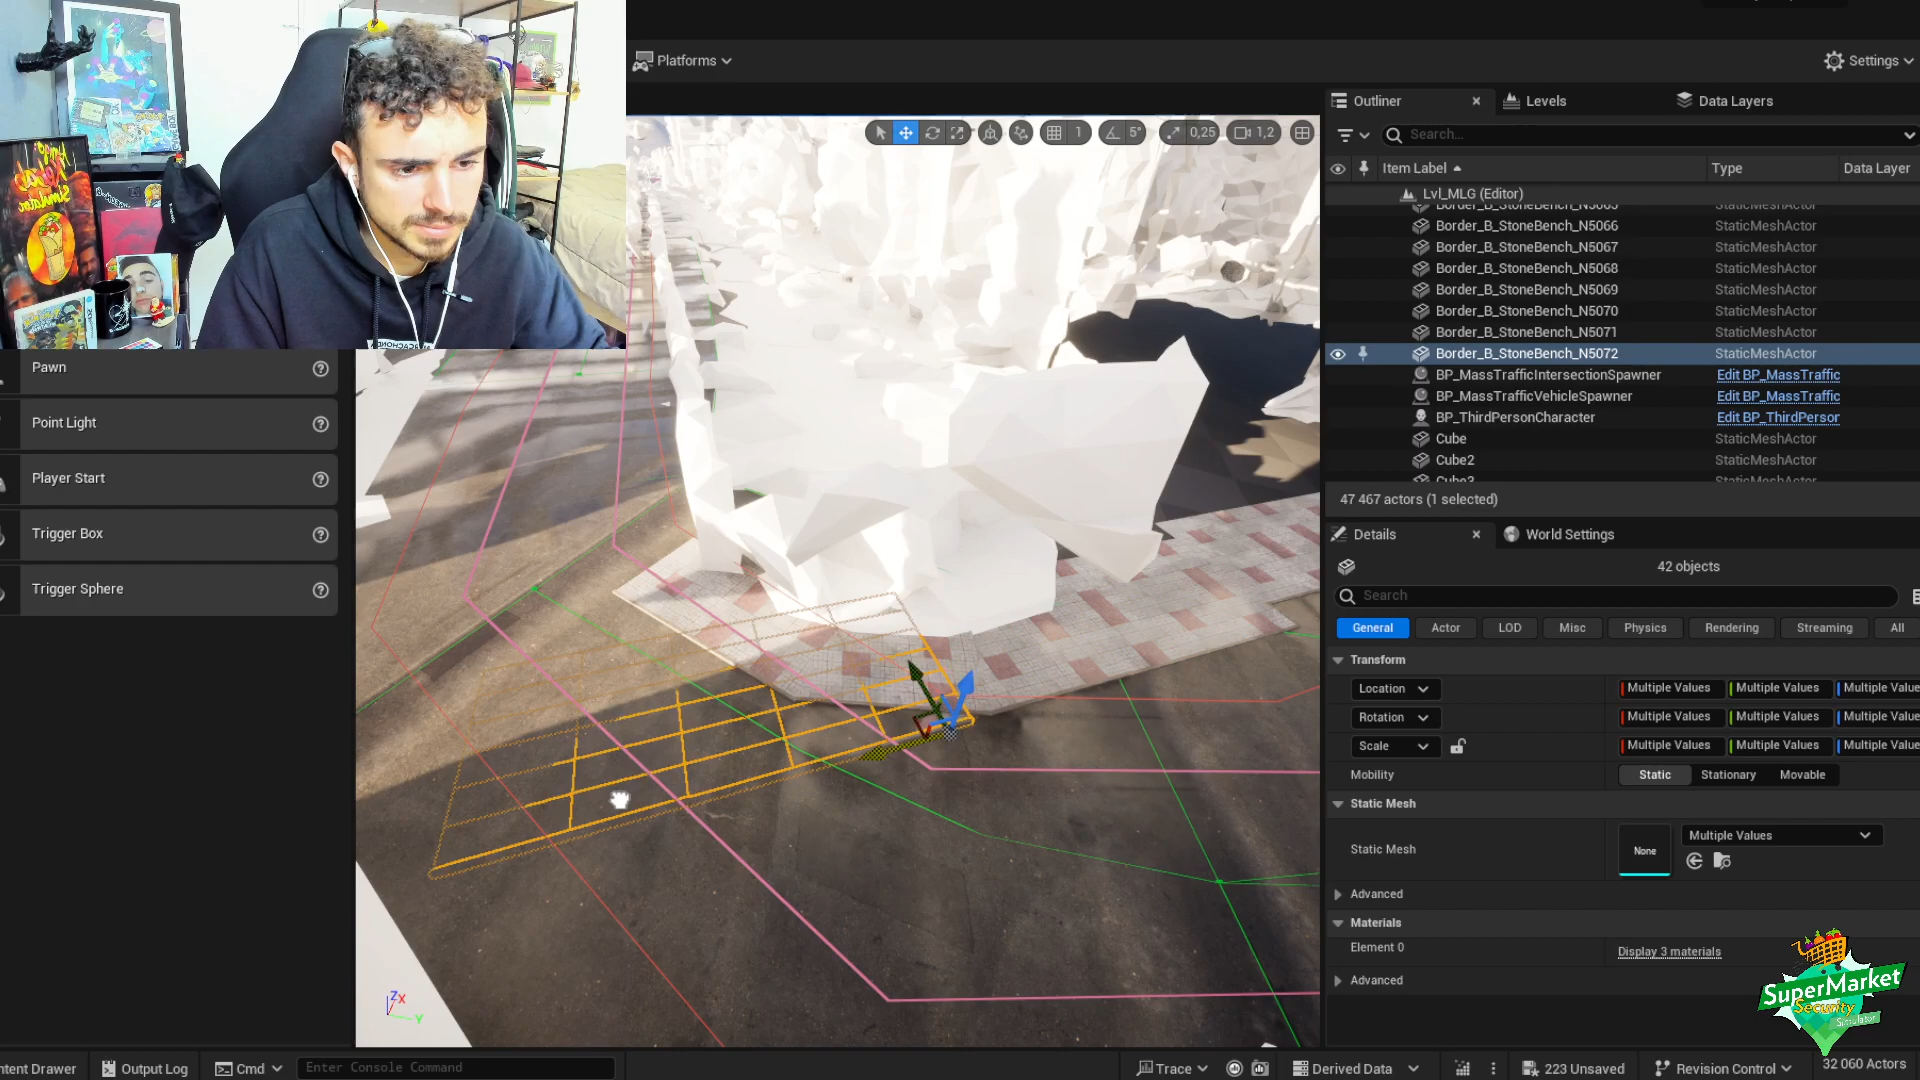 Platforms
Settings
Outliner
Levels
Data Layers
1
5°
0,25
1,2
Search...
Item Label
Type
Data Layer
Lvl_MLG (Editor)
Border_B_StoneBench_N5065
StaticMeshActor
Border_B_StoneBench_N5066
StaticMeshActor
Border_B_StoneBench_N5067
StaticMeshActor
Border_B_StoneBench_N5068
StaticMeshActor
Border_B_StoneBench_N5069
StaticMeshActor
Border_B_StoneBench_N5070
StaticMeshActor
Border_B_StoneBench_N5071
StaticMeshActor
Border_B_StoneBench_N5072
StaticMeshActor
BP_MassTrafficIntersectionSpawner
Edit BP_MassTraffic
BP_MassTrafficVehicleSpawner
Edit BP_MassTraffic
BP_ThirdPersonCharacter
Edit BP_ThirdPersor
Cube
StaticMeshActor
Cube2
StaticMeshActor
Cube3
47 467 actors (1 selected)
Pawn
Point Light
Player Start
Trigger Box
Trigger Sphere
Details
World Settings
42 objects
Search
General
Actor
LOD
Misc
Physics
Rendering
Streaming
All
Transform
Location
Multiple Values
Multiple Values
Multiple Value
Rotation
Multiple Values
Multiple Values
Multiple Value
Scale
Multiple Values
Multiple Values
Multiple Value
Mobility
Static
Stationary
Movable
Static Mesh
Static Mesh
None
Multiple Values
Advanced
Materials
Element 0
Display 3 materials
Advanced
SuperMarket
Security
Simulator
Z X
Y
ntent Drawer
Output Log
Cmd
Enter Console Command
Trace
Derived Data
223 Unsaved
Revision Control
32 060 Actors